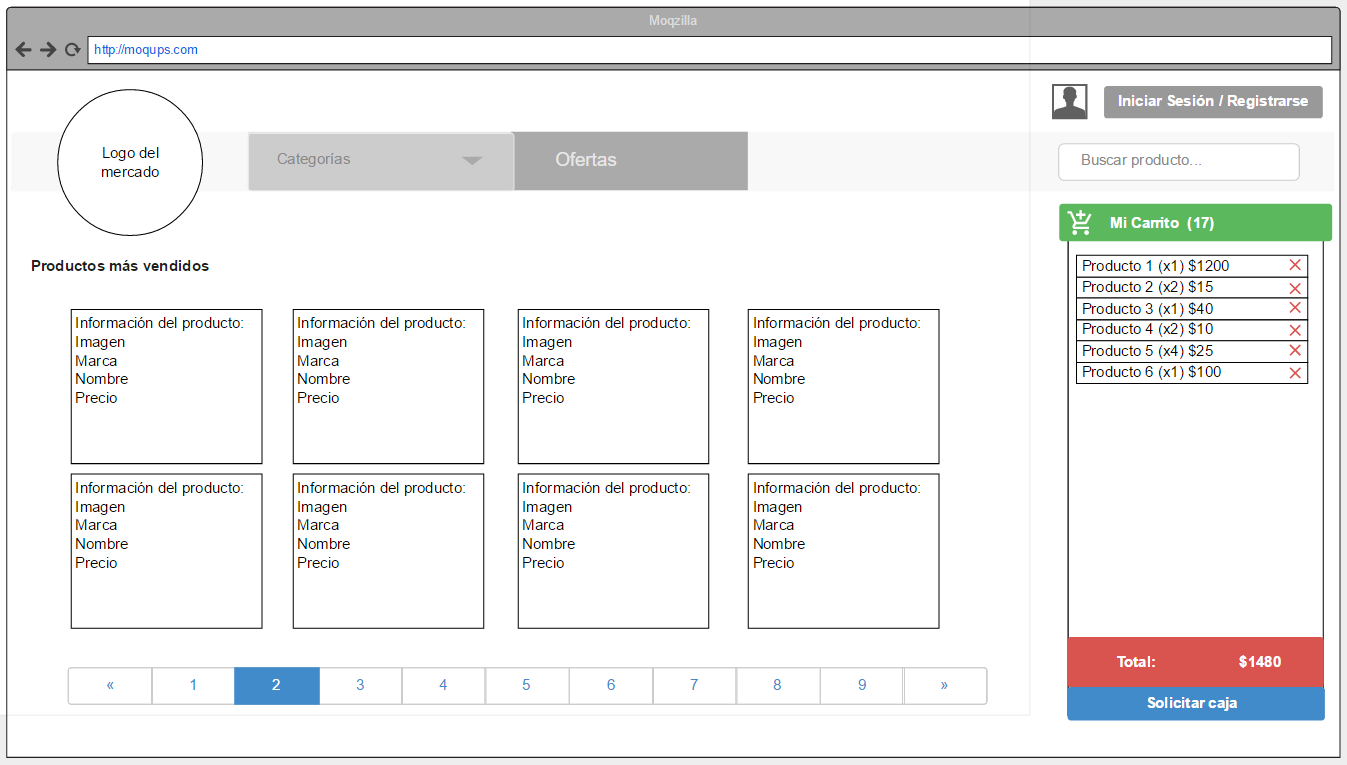 Moqzilla
http://moqups.com
Iniciar Sesión / Registrarse
Logo del
mercado
Categorías
Ofertas
Buscar producto...
Mi Carrito (17)
Productos más vendidos
Información del producto:
Imagen
Marca
Nombre
Precio
Información del producto:
Imagen
Marca
Nombre
Precio
Información del producto:
Imagen
Marca
Nombre
Precio
Información del producto:
Imagen
Marca
Nombre
Precio
Información del producto:
Imagen
Marca
Nombre
Precio
Información del producto:
Imagen
Marca
Nombre
Precio
Información del producto:
Imagen
Marca
Nombre
Precio
Información del producto:
Imagen
Marca
Nombre
Precio
« 1 2 3 4 5 6 7 8 9 »
Producto 1 (x1) $1200
Producto 2 (x2) $15
Producto 3 (x1) $40
Producto 4 (x2) $10
Producto 5 (x4) $25
Producto 6 (x1) $100
Total: $1480
Solicitar caja